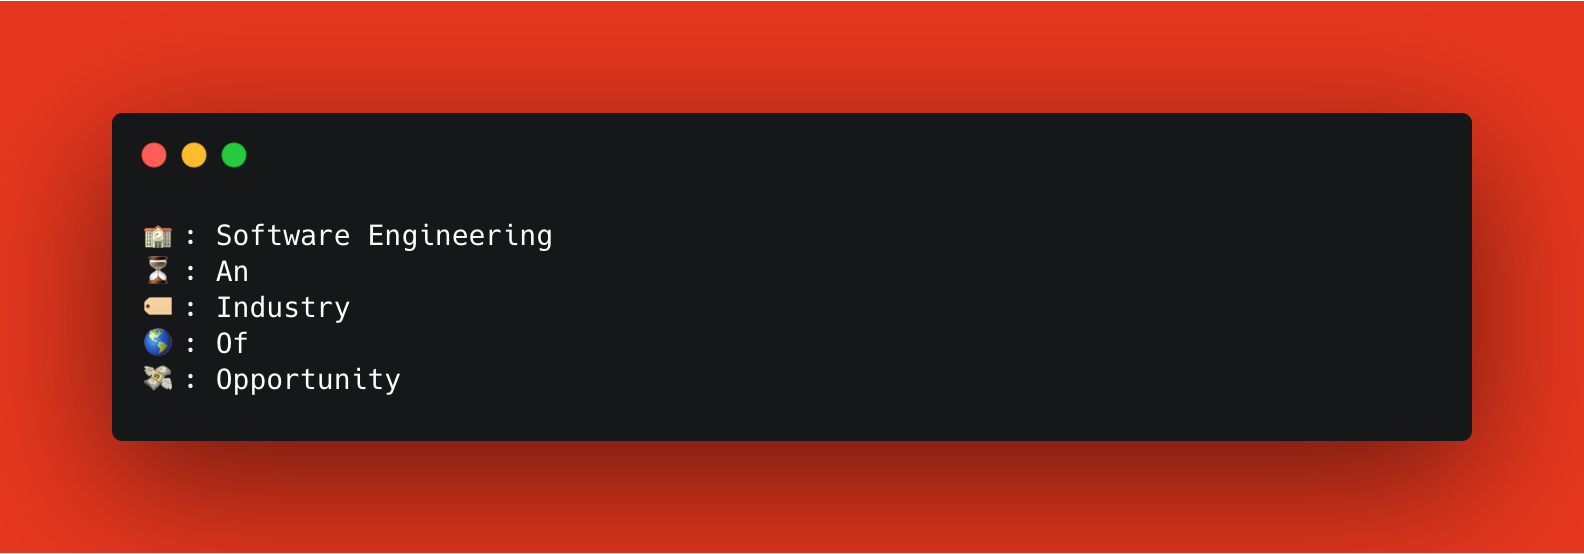 🏫 : Software Engineering
⏳ : An
🏷️ : Industry
🌎 : Of
💸 : Opportunity